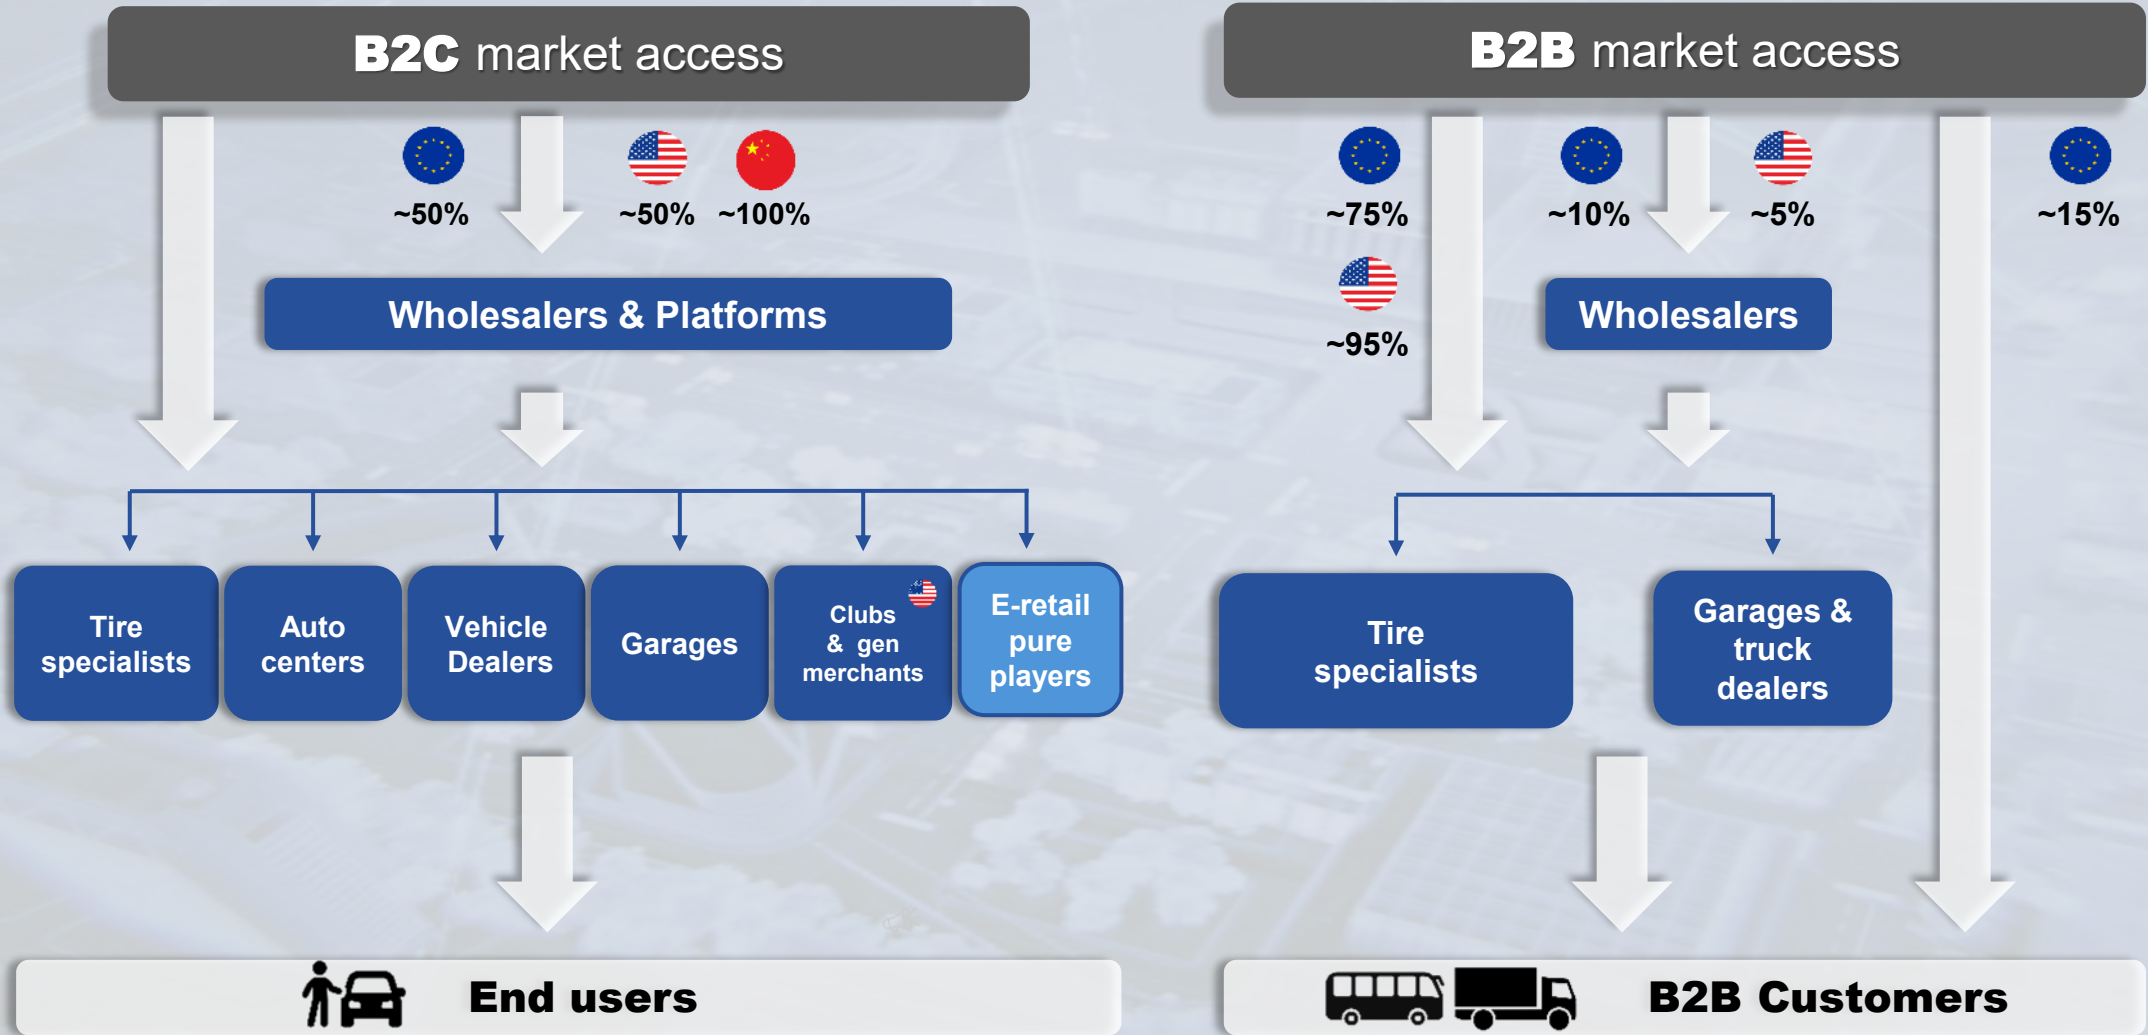 B2C market access
~50%
~50%
~100%
Wholesalers & Platforms
Tire
specialists
Auto
centers
Vehicle
Dealers
Garages
Clubs
& gen
merchants
E-retail
pure
players
End users
B2B market access
~75%
~95%
~10%
~5%
~15%
Wholesalers
Tire
specialists
Garages &
truck
dealers
B2B Customers